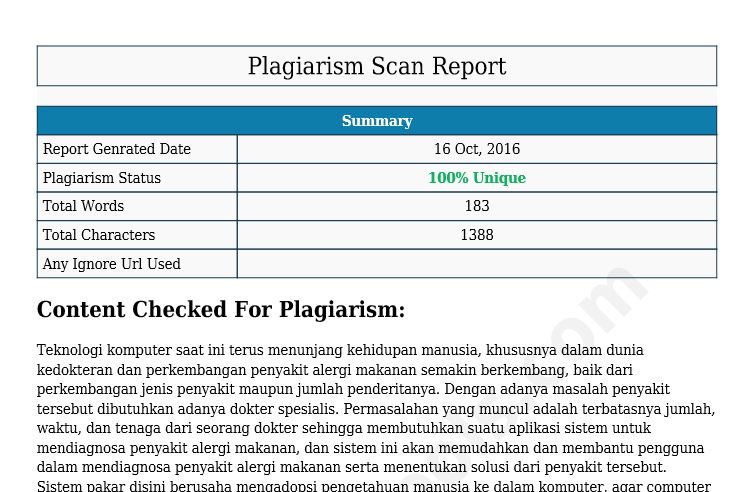 Plagiarism Scan Report
Summary
Report Genrated Date 16 Oct, 2016
Plagiarism Status 100% Unique
Total Words 183
Total Characters 1388
Any Ignore Url Used
Content Checked For Plagiarism:
Teknologi komputer saat ini terus menunjang kehidupan manusia, khususnya dalam dunia
kedokteran dan perkembangan penyakit alergi makanan semakin berkembang, baik dari
perkembangan jenis penyakit maupun jumlah penderitanya. Dengan adanya masalah penyakit
tersebut dibutuhkan adanya dokter spesialis. Permasalahan yang muncul adalah terbatasnya jumlah,
waktu, dan tenaga dari seorang dokter sehingga membutuhkan suatu aplikasi sistem untuk
mendiagnosa penyakit alergi makanan, dan sistem ini akan memudahkan dan membantu pengguna
dalam mendiagnosa penyakit alergi makanan serta menentukan solusi dari penyakit tersebut.
Sistem pakar disini berusaha mengadopsi pengetahuan manusia ke dalam komputer, agar computer